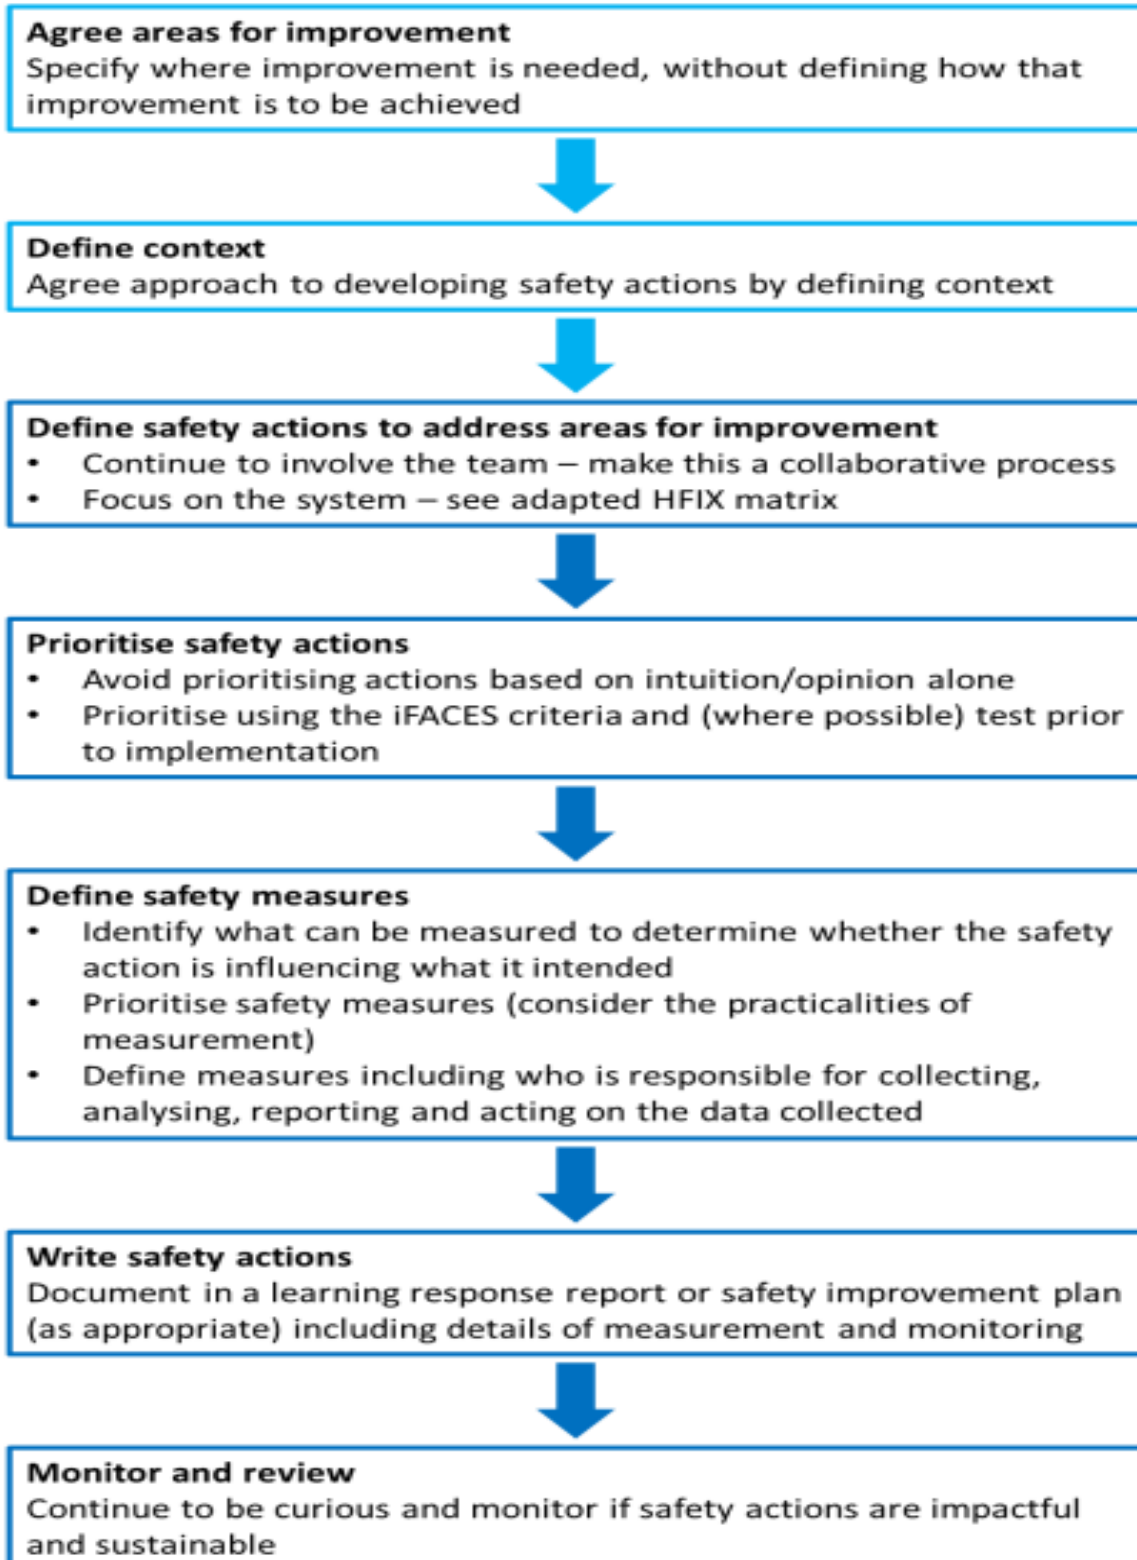 Agree areas for improvement
Specify where improvement is needed, without defining how that
improvement is to be achieved
Define context
Agree approach to developing safety actions by defining context
Define safety actions to address areas for improvement
• Continue to involve the team – make this a collaborative process
• Focus on the system – see adapted HFIX matrix
Prioritise safety actions
• Avoid prioritising actions based on intuition/opinion alone
• Prioritise using the iFACES criteria and (where possible) test prior
to implementation
Define safety measures
• Identify what can be measured to determine whether the safety
action is influencing what it intended
• Prioritise safety measures (consider the practicalities of
measurement)
• Define measures including who is responsible for collecting,
analysing, reporting and acting on the data collected
Write safety actions
Document in a learning response report or safety improvement plan
(as appropriate) including details of measurement and monitoring
Monitor and review
Continue to be curious and monitor if safety actions are impactful
and sustainable